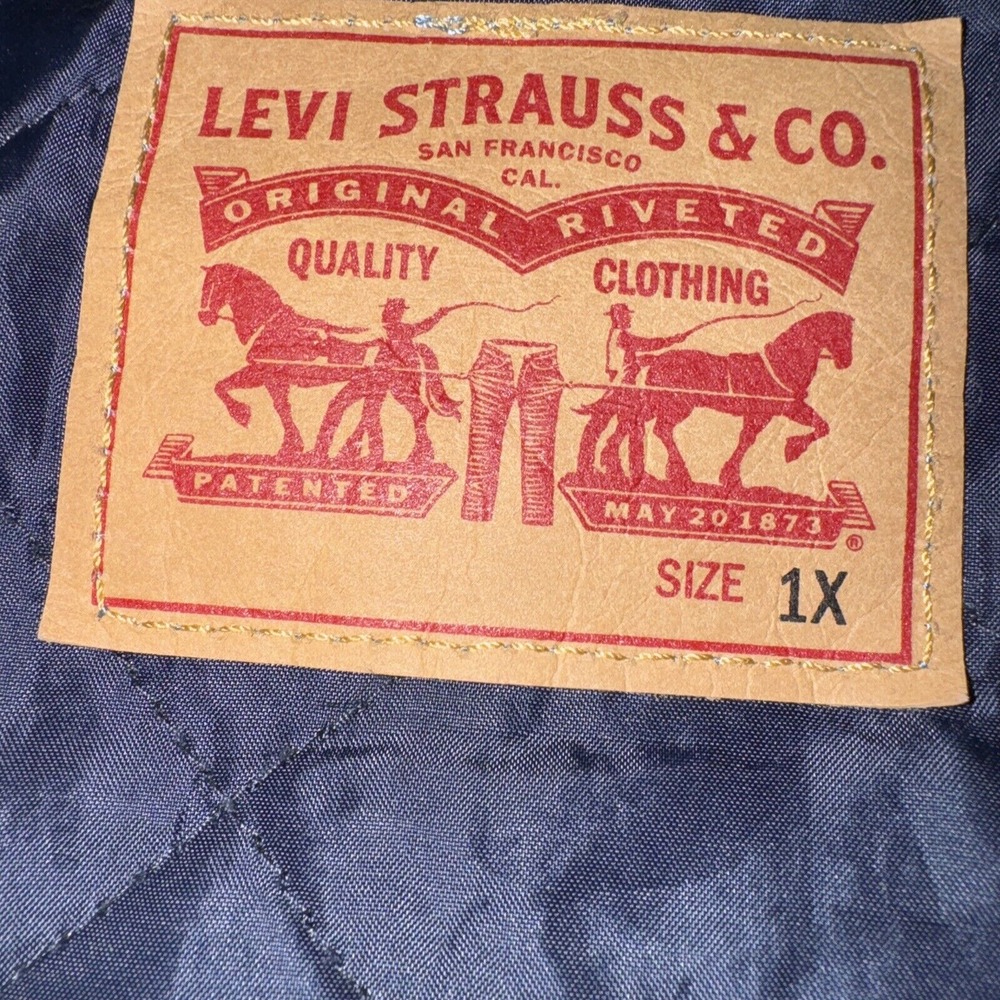 LEVI STRAUSS & CO.
SAN FRANCISCO
CAL.
ORIGINAL RIVETED
QUALITY CLOTHING
PATENTED MAY 20 1873
®
SIZE 1X